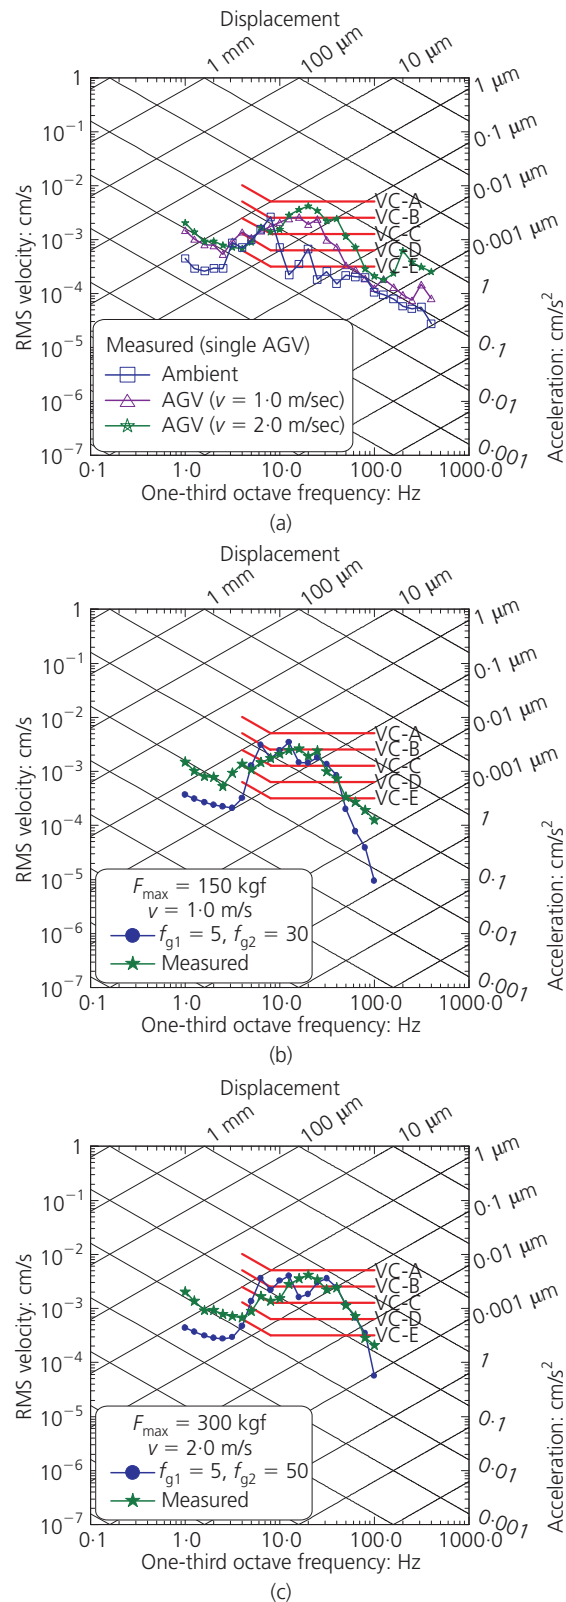 Displacement
1 mm
100 μm
10 μm
1
10⁻¹
10⁻²
10⁻³
10⁻⁴
10⁻⁵
10⁻⁶
10⁻⁷
RMS velocity: cm/s
1 μm
0·1 μm
0·01 μm
0·001 μm
1
0·1
0·01
0·001
Acceleration: cm/s²
VC-A
VC-B
VC-C
VC-D
VC-E
Measured (single AGV)
Ambient
AGV (v = 1·0 m/sec)
AGV (v = 2·0 m/sec)
0·1 1·0 10·0 100·0 1000·0
One-third octave frequency: Hz
(a)
Displacement
1 mm
100 μm
10 μm
1
10⁻¹
10⁻²
10⁻³
10⁻⁴
10⁻⁵
10⁻⁶
10⁻⁷
RMS velocity: cm/s
1 μm
0·1 μm
0·01 μm
0·001 μm
1
0·1
0·01
0·001
Acceleration: cm/s²
VC-A
VC-B
VC-C
VC-D
VC-E
Fmax = 150 kgf
v = 1·0 m/s
fg1 = 5, fg2 = 30
Measured
0·1 1·0 10·0 100·0 1000·0
One-third octave frequency: Hz
(b)
Displacement
1 mm
100 μm
10 μm
1
10⁻¹
10⁻²
10⁻³
10⁻⁴
10⁻⁵
10⁻⁶
10⁻⁷
RMS velocity: cm/s
1 μm
0·1 μm
0·01 μm
0·001 μm
1
0·1
0·01
0·001
Acceleration: cm/s²
VC-A
VC-B
VC-C
VC-D
VC-E
Fmax = 300 kgf
v = 2·0 m/s
fg1 = 5, fg2 = 50
Measured
0·1 1·0 10·0 100·0 1000·0
One-third octave frequency: Hz
(c)